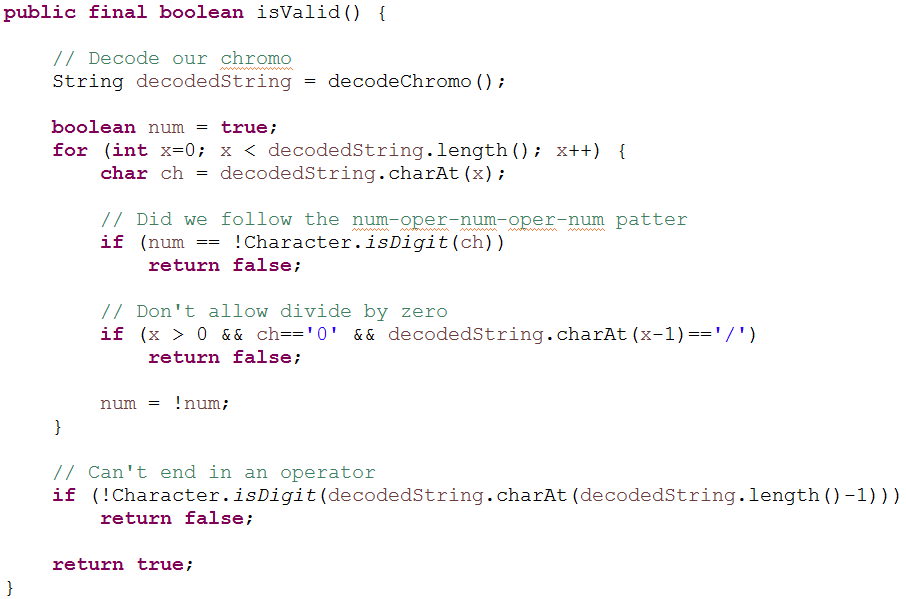 public final boolean isValid() {
// Decode our chromo
String decodedString = decodeChromo();
boolean num = true;
for (int x=0; x < decodedString.length(); x++) {
char ch = decodedString.charAt(x);
// Did we follow the num-oper-num-oper-num patter
if (num == !Character.isDigit(ch))
return false;
// Don't allow divide by zero
if (x > 0 && ch=='0' && decodedString.charAt(x-1)=='/')
return false;
num = !num;
}
// Can't end in an operator
if (!Character.isDigit(decodedString.charAt(decodedString.length()-1)))
return false;
return true;
}